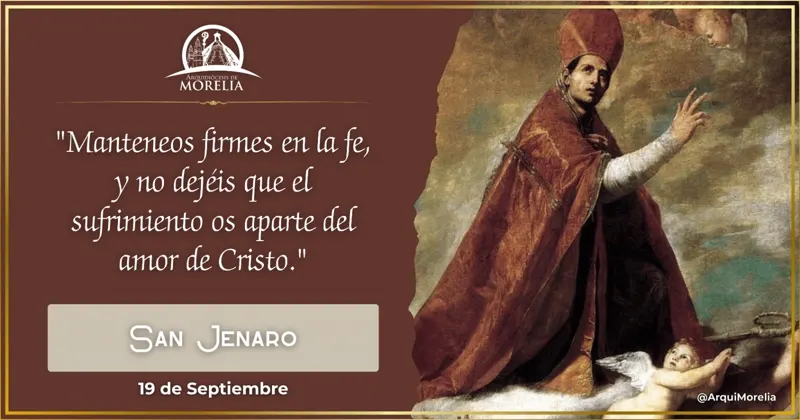 ARQUIDIÓCESIS DE
MORELIA
"Manteneos firmes en la fe,
y no dejéis que el
sufrimiento os aparte del
amor de Cristo."
SAN JENARO
19 de Septiembre
@ArquiMorelia